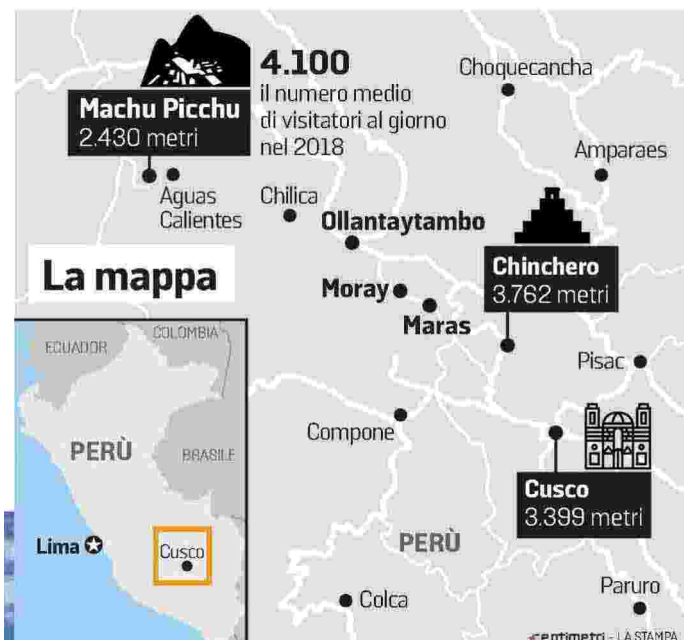 4.100
il numero medio
di visitatori al giorno
nel 2018
Machu Picchu
2.430 metri
Aguas
Calientes
Choquecancha
Amparaes
Chilica
Ollantaytambo
Chinchero
3.762 metri
La mappa
Moray
Maras
Pisac
Compone
Cusco
3.399 metri
PERÙ
Colca
Paruro
ECUADOR
COLOMBIA
PERÙ
BRASILE
Lima
Cusco
centimetri - LA STAMPA